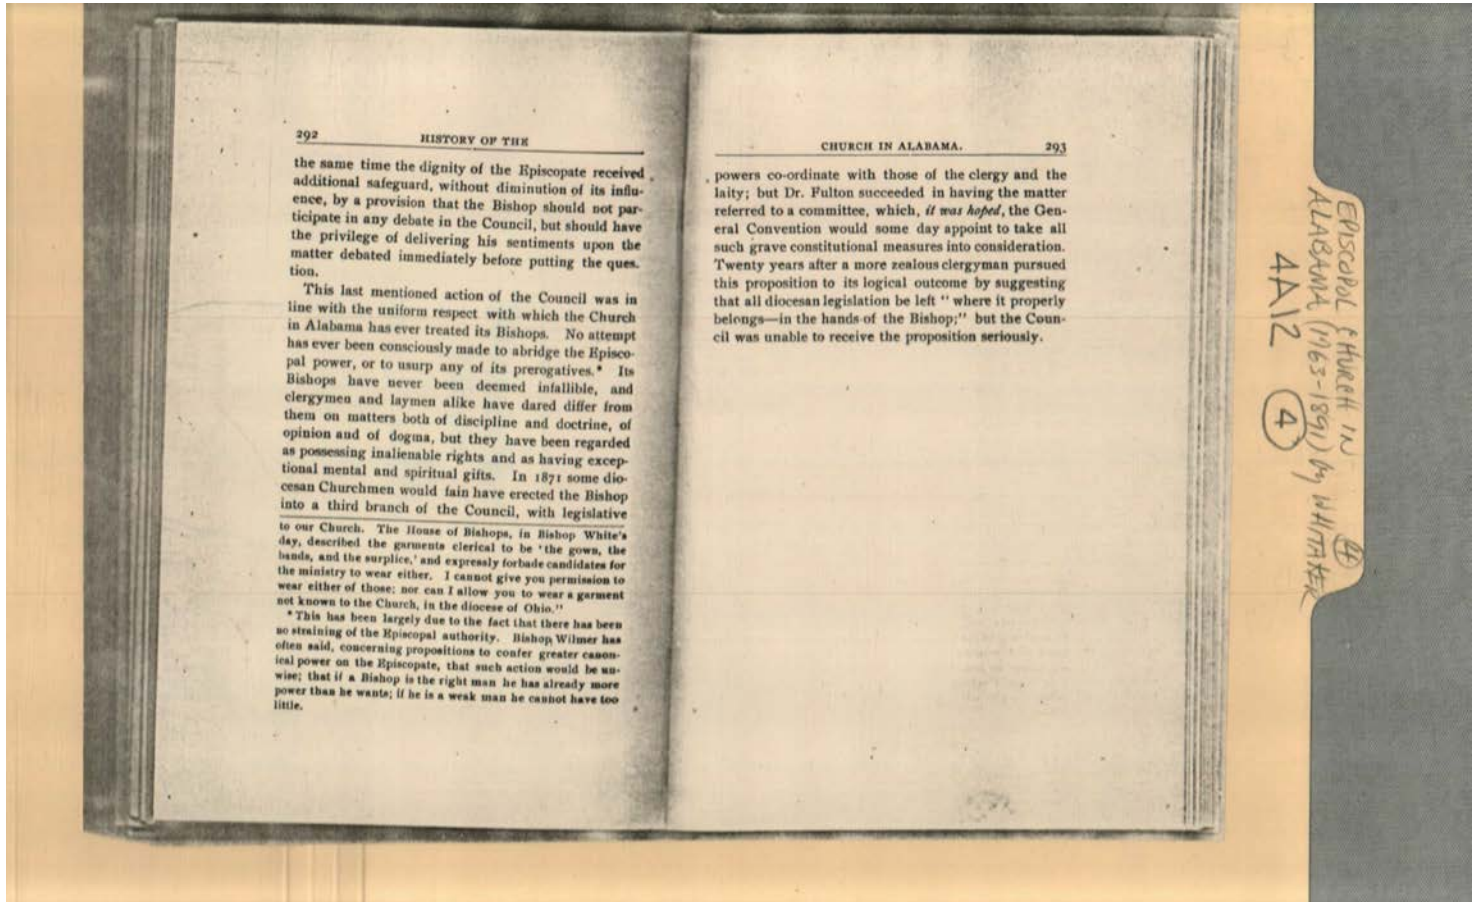 292 HISTORY OF THE
the same time the dignity of the Episcopate received
additional safeguard, without diminution of its influ-
ence, by a provision that the Bishop should not par-
ticipate in any debate in the Council, but should have
the privilege of delivering his sentiments upon the
matter debated immediately before putting the ques.
tion.
This last mentioned action of the Council was in
line with the uniform respect with which the Church
in Alabama has ever treated its Bishops. No attempt
has ever been consciously made to abridge the Episco-
pal power, or to usurp any of its prerogatives.* Its
Bishops have never been deemed infallible, and
clergymen and laymen alike have dared differ from
them on matters both of discipline and doctrine, of
opinion and of dogma, but they have been regarded
as possessing inalienable rights and as having excep-
tional mental and spiritual gifts. In 1871 some dio-
cesan Churchmen would fain have erected the Bishop
into a third branch of the Council, with legislative
to our Church. The House of Bishops, in Bishop White's
day, described the garments clerical to be 'the gown, the
bands, and the surplice,' and expressly forbade candidates for
the ministry to wear either. I cannot give you permission to
wear either of those; nor can I allow you to wear a garment
not known to the Church, in the diocese of Ohio."
*This has been largely due to the fact that there has been
no straining of the Episcopal authority. Bishop Wilmer has
often said, concerning propositions to confer greater canon-
ical power on the Episcopate, that such action would be un-
wise; that if a Bishop is the right man he has already more
power than he wants; if he is a weak man he cannot have too
little.
CHURCH IN ALABAMA. 293
powers co-ordinate with those of the clergy and the
laity; but Dr. Fulton succeeded in having the matter
referred to a committee, which, it was hoped, the Gen-
eral Convention would some day appoint to take all
such grave constitutional measures into consideration.
Twenty years after a more zealous clergyman pursued
this proposition to its logical outcome by suggesting
that all diocesan legislation be left "where it properly
belongs—in the hands of the Bishop;" but the Coun-
cil was unable to receive the proposition seriously.
EPISCOPOL CHURCH IN
ALABAMA (1763-1891) by WHITAKER
4A12 4